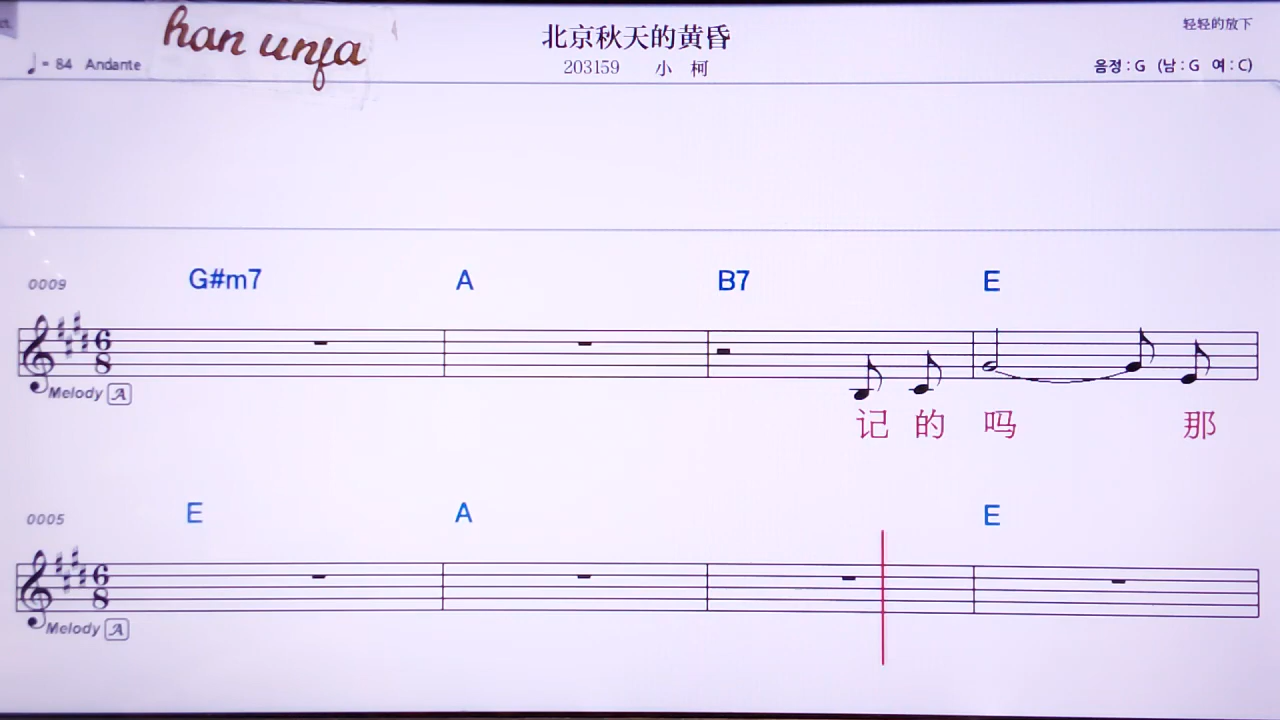 han unfa
北京秋天的黄昏
轻轻的放下
♩= 84 Andante
203159 小 柯
음정 : G (남 : G 여 : C)
0009 G#m7 A B7 E
6 8
Melody A
记 的 吗 那
0005 E A E
6 8
Melody A